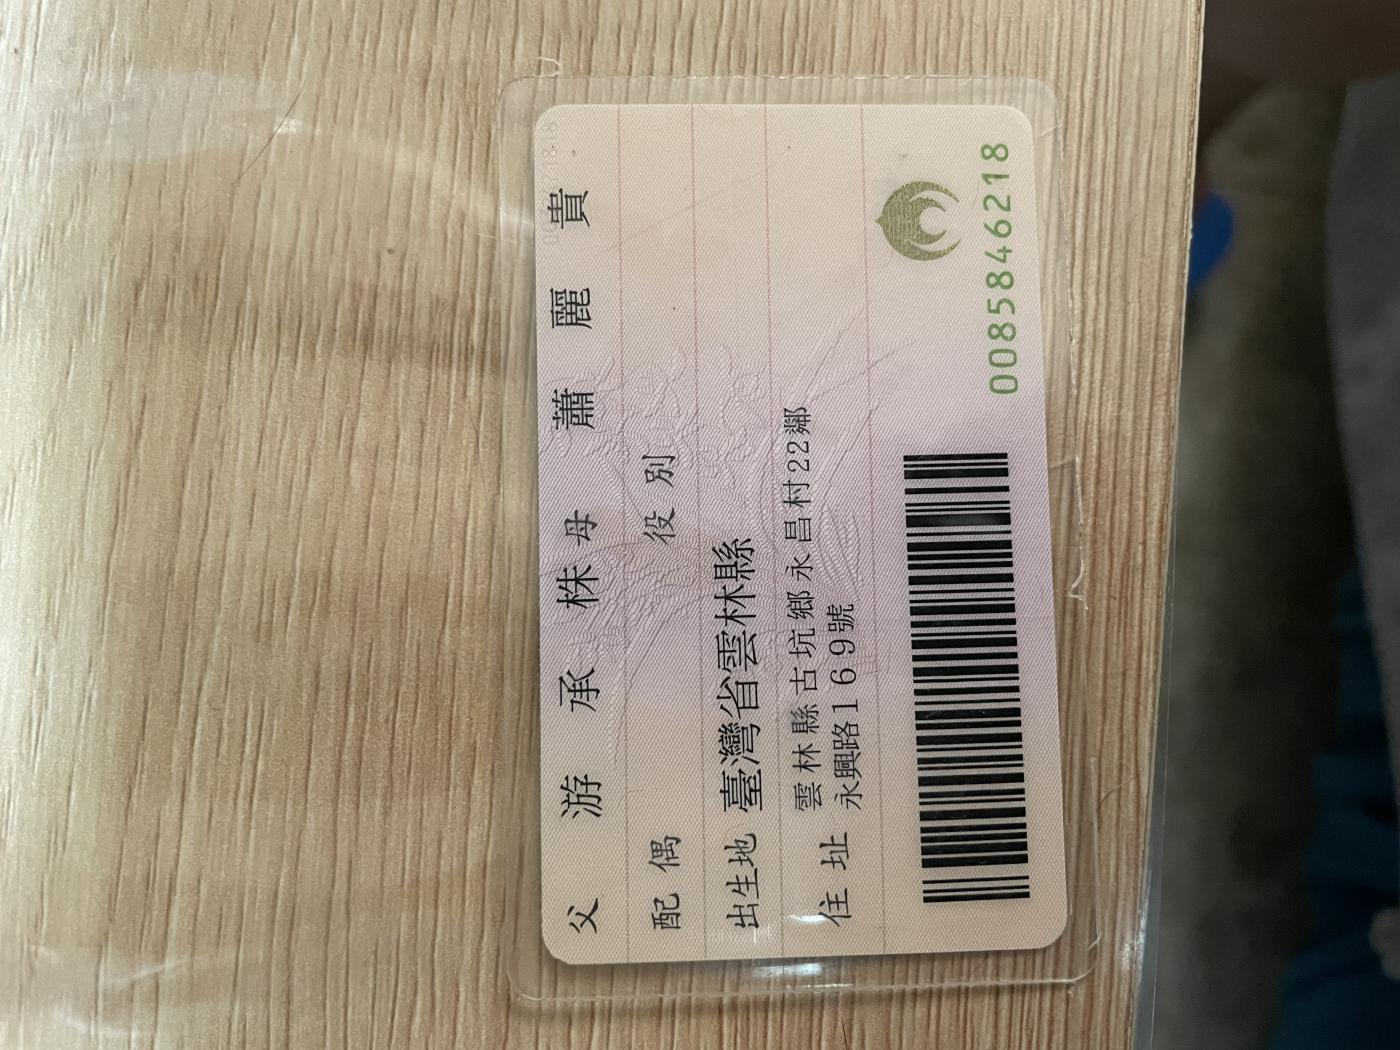 父 游 承 株 母 蕭 麗 貴
配 偶 役 別
出生地 臺灣省雲林縣
住 址 雲林縣古坑鄉永昌村22鄰
永興路169號
0085846218